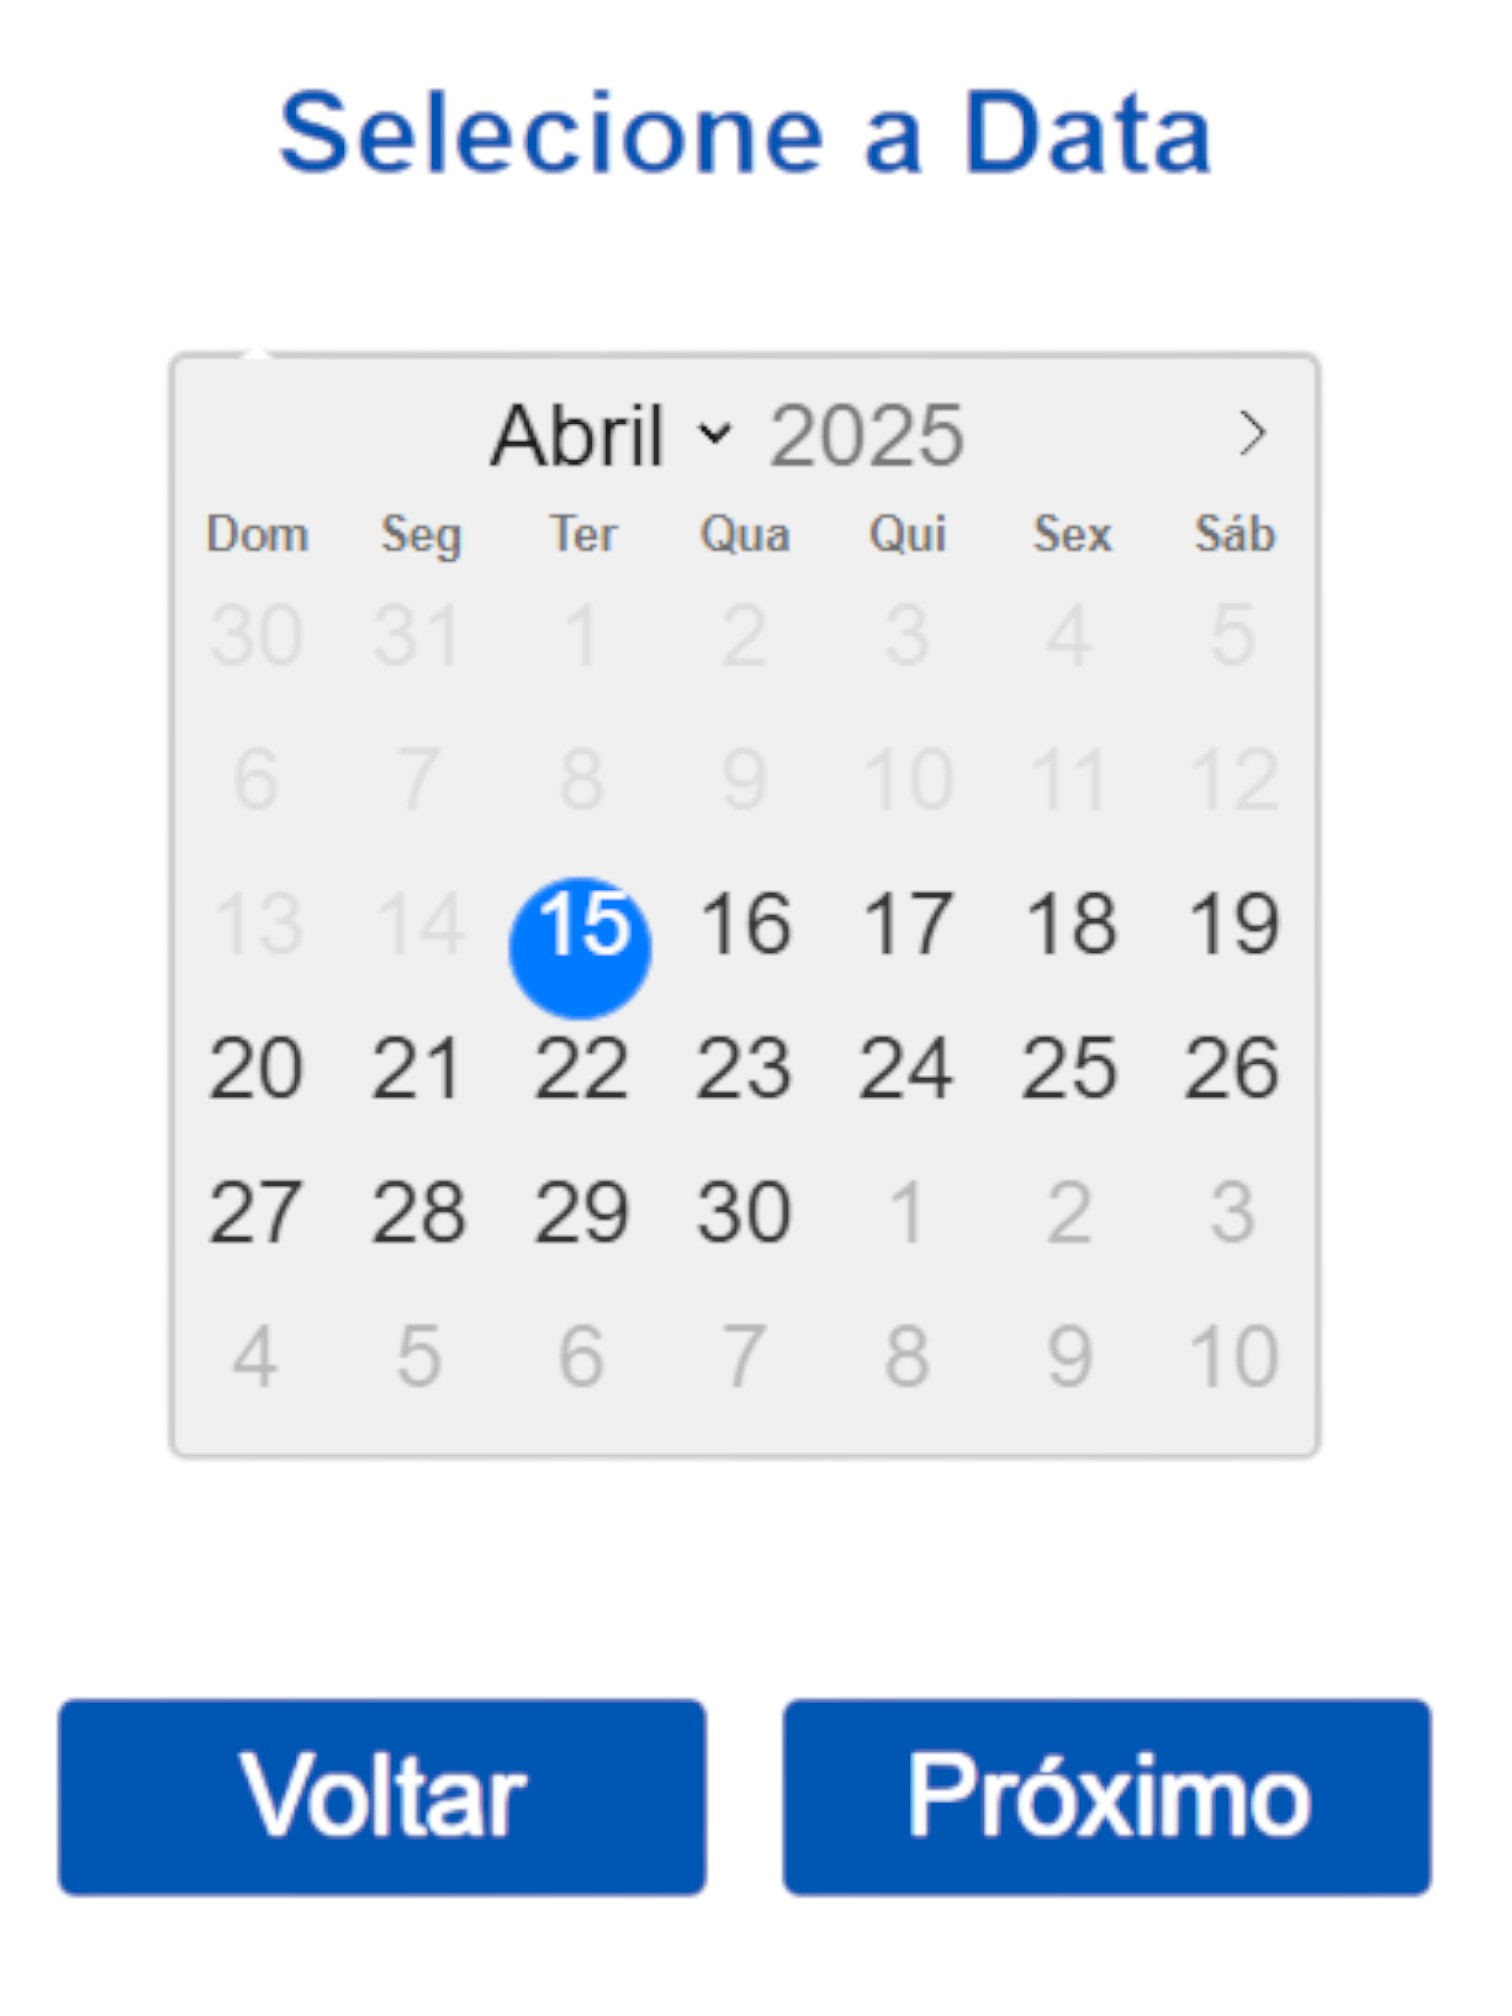 Selecione a Data
Abril 2025
Dom Seg Ter Qua Qui Sex Sáb
30 31 1 2 3 4 5
6 7 8 9 10 11 12
13 14 15 16 17 18 19
20 21 22 23 24 25 26
27 28 29 30 1 2 3
4 5 6 7 8 9 10
Voltar Próximo